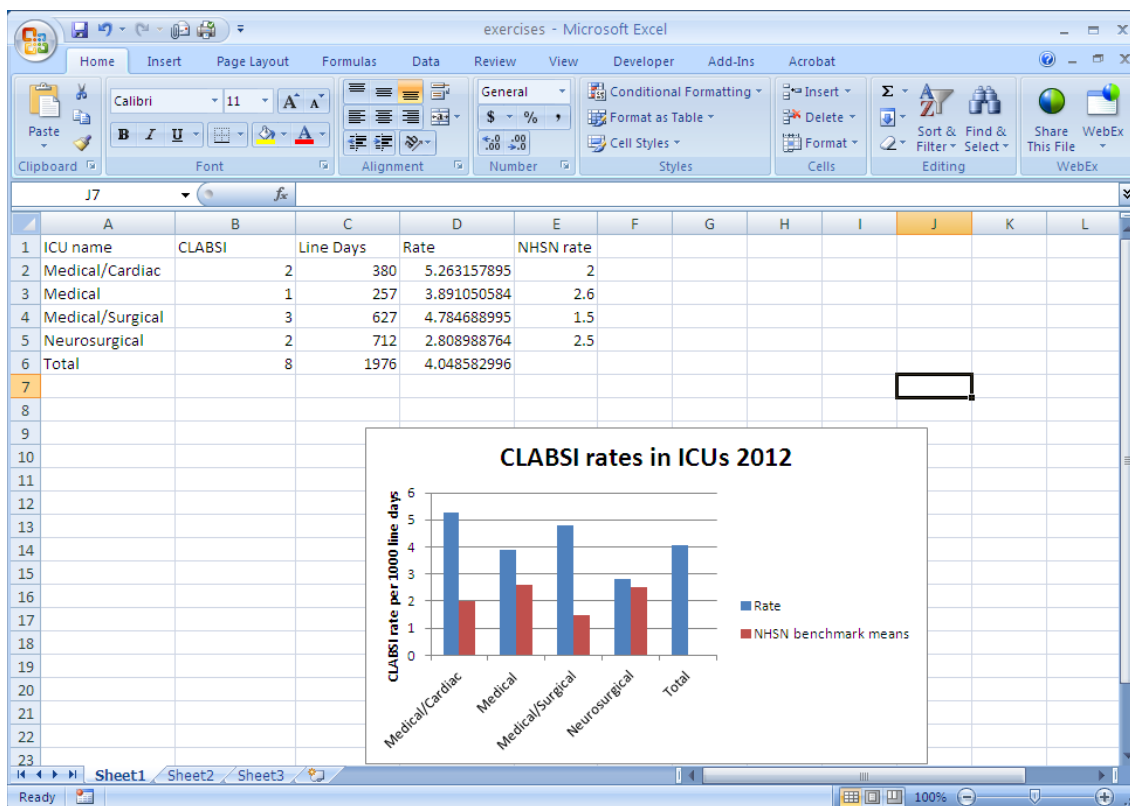 exercises - Microsoft Excel
Home Insert Page Layout Formulas Data Review View Developer Add-Ins Acrobat
Paste
Clipboard
Calibri 11 A A
B I U A
Font
Alignment
General
$ % ,
.0 .00 .00 .0
Number
Conditional Formatting
Format as Table
Cell Styles
Styles
Insert
Delete
Format
Cells
Σ
Sort & Filter
Find & Select
Editing
Share This File
WebEx
WebEx
J7 fx
A B C D E F G H I J K L
1 ICU name CLABSI Line Days Rate NHSN rate
2 Medical/Cardiac 2 380 5.263157895 2
3 Medical 1 257 3.891050584 2.6
4 Medical/Surgical 3 627 4.784688995 1.5
5 Neurosurgical 2 712 2.808988764 2.5
6 Total 8 1976 4.048582996
7
8
9
10
11
12
13
14
15
16
17
18
19
20
21
22
23
CLABSI rates in ICUs 2012
CLABSI rate per 1000 line days
6
5
4
3
2
1
0
Medical/Cardiac
Medical
Medical/Surgical
Neurosurgical
Total
Rate
NHSN benchmark means
Sheet1 Sheet2 Sheet3
Ready 100%